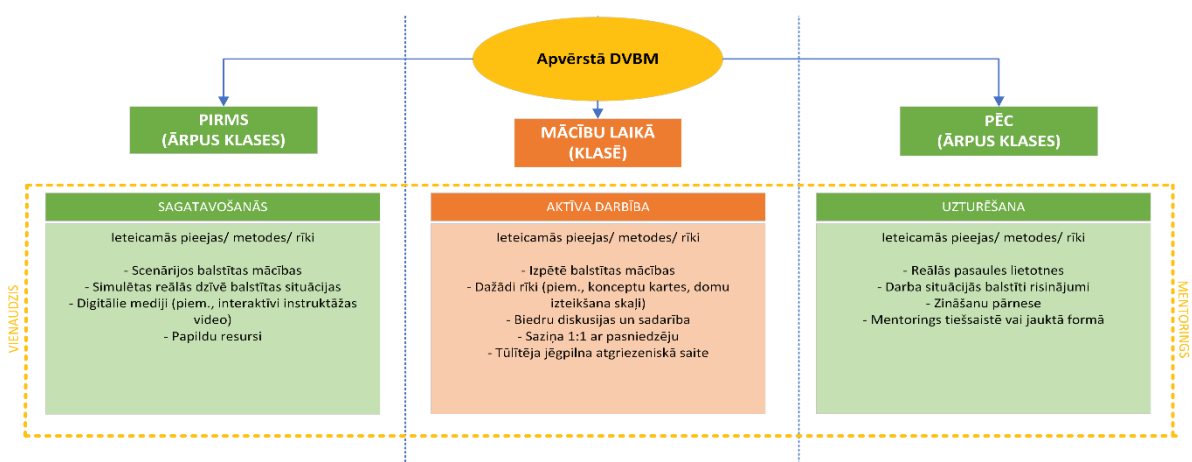 Apvērstā DVBM
PIRMS
(ĀRPUS KLASES)
MĀCĪBU LAIKĀ
(KLASĒ)
PĒC
(ĀRPUS KLASES)
VIENAUDZIS
SAGATAVOŠANĀS
Ieteicamās pieejas/ metodes/ rīki
- Scenārijos balstītas mācības
- Simulētas reālās dzīvē balstītas situācijas
- Digitālie mediji (piem., interaktīvi instruktāžas
video)
- Papildu resursi
AKTĪVA DARBĪBA
Ieteicamās pieejas/ metodes/ rīki
- Izpētē balstītas mācības
- Dažādi rīki (piem., konceptu kartes, domu
izteikšana skaļi)
- Biedru diskusijas un sadarība
- Saziņa 1:1 ar pasniedzēju
- Tūlītēja jēgpilna atgriezeniskā saite
UZTURĒŠANA
Ieteicamās pieejas/ metodes/ rīki
- Reālās pasaules lietotnes
- Darba situācijās balstīti risinājumi
- Zināšanu pārnese
- Mentorings tiešsaistē vai jauktā formā
MENTORINGS